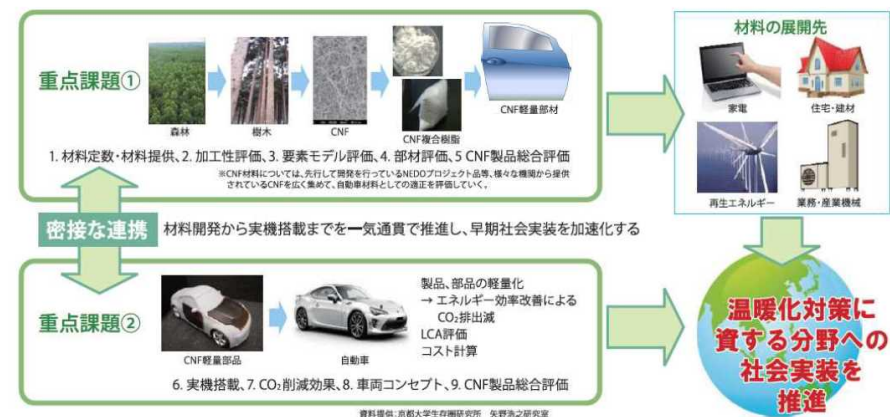 重点課題①
森林
樹木
CNF
CNF複合樹脂
CNF軽量部材
1. 材料定数・材料提供、2. 加工性評価、3. 要素モデル評価、4. 部材評価、5 CNF製品総合評価
※CNF材料については、先行して開発を行っているNEDOプロジェクト品等、様々な機関から提供
されているCNFを広く集めて、自動車材料としての適正を評価していく。
材料の展開先
家電
住宅・建材
再生エネルギー
業務・産業機械
密接な連携
材料開発から実機搭載までを一気通貫で推進し、早期社会実装を加速化する
重点課題②
CNF軽量部品
自動車
製品、部品の軽量化
→ エネルギー効率改善による
CO₂排出減
LCA評価
コスト計算
6. 実機搭載、7. CO₂削減効果、8. 車両コンセプト、9. CNF製品総合評価
温暖化対策に
資する分野への
社会実装を
推進
資料提供:京都大学生存圏研究所 矢野浩之研究室